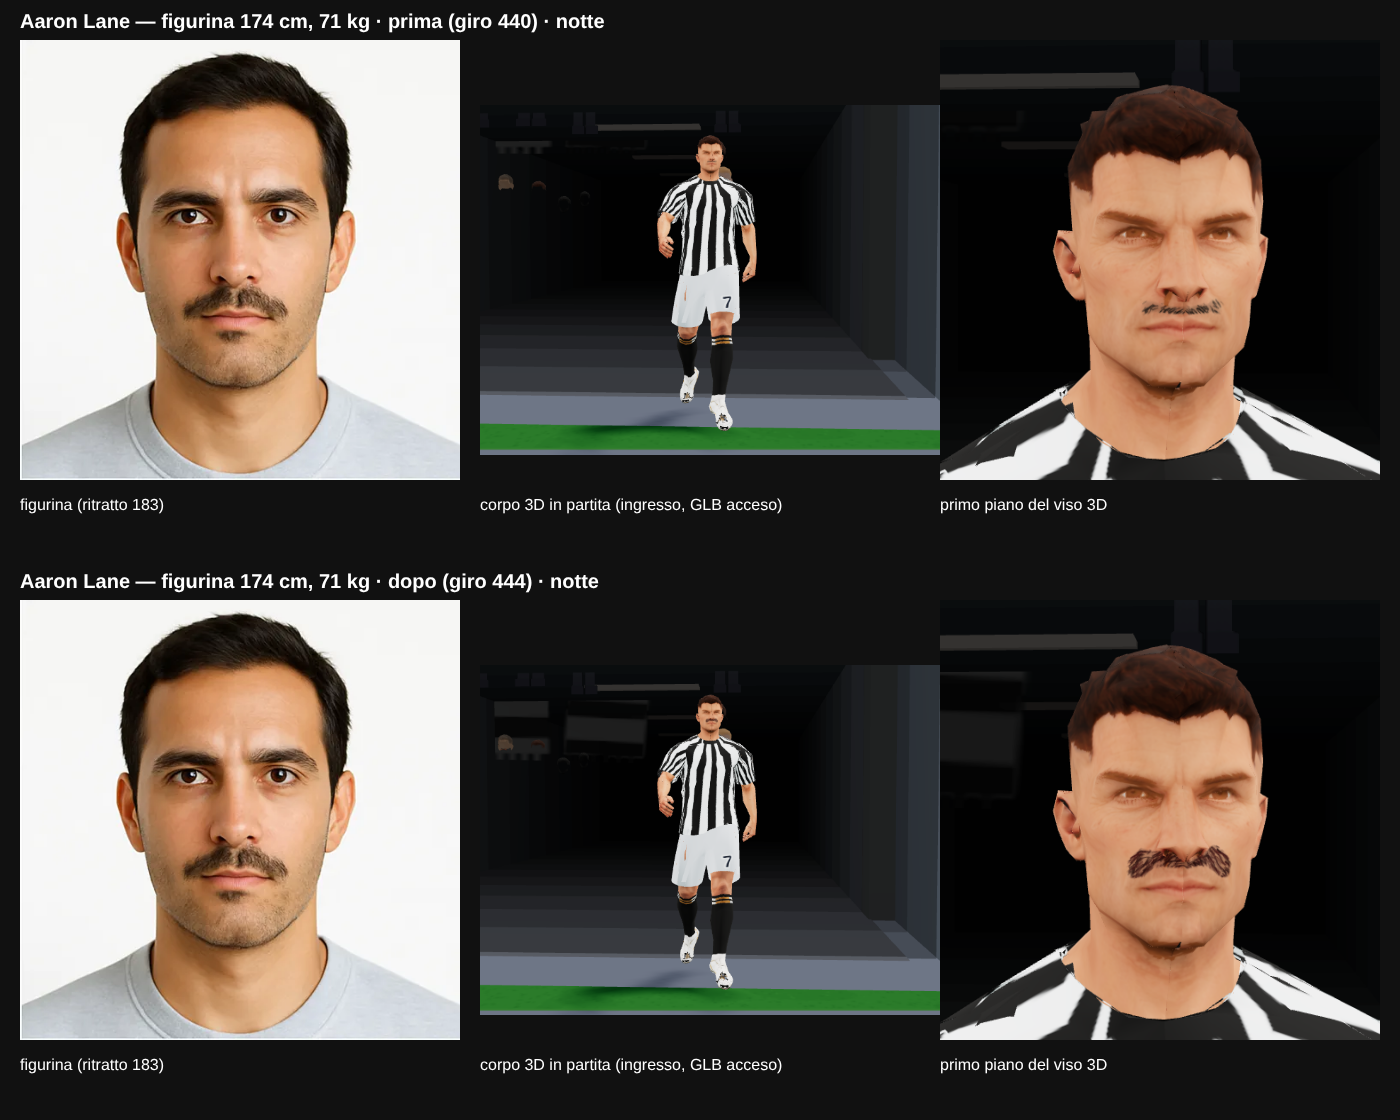 Aaron Lane — figurina 174 cm, 71 kg · prima (giro 440) · notte
7
figurina (ritratto 183)
corpo 3D in partita (ingresso, GLB acceso)
primo piano del viso 3D
Aaron Lane — figurina 174 cm, 71 kg · dopo (giro 444) · notte
7
figurina (ritratto 183)
corpo 3D in partita (ingresso, GLB acceso)
primo piano del viso 3D